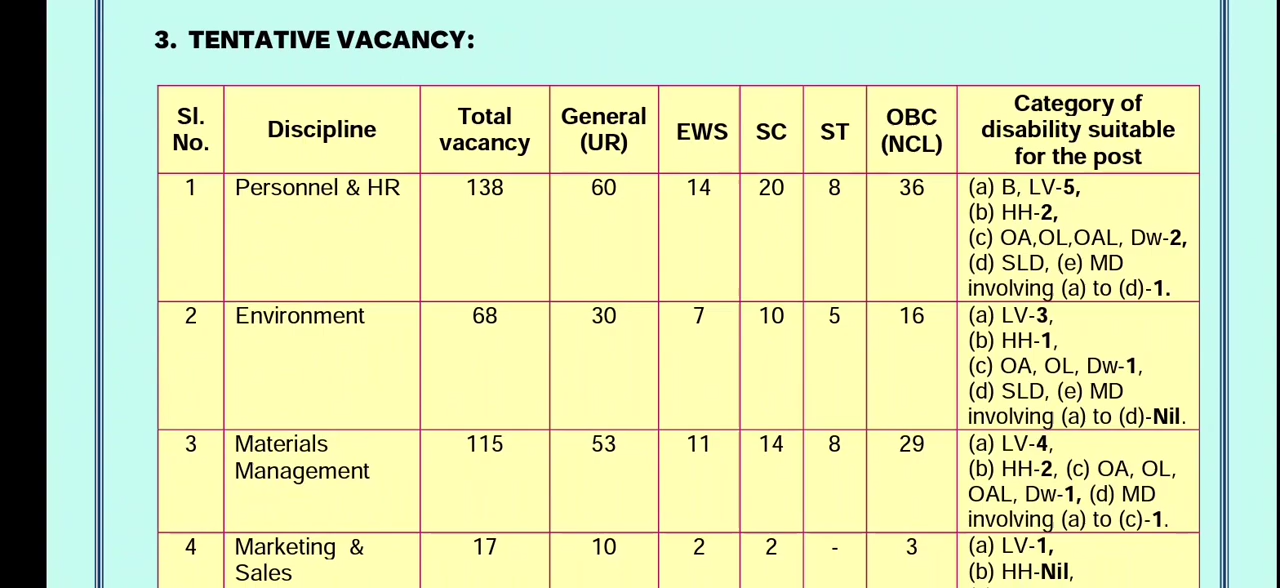 3. TENTATIVE VACANCY:
Sl. No. Discipline Total vacancy General (UR) EWS SC ST OBC (NCL) Category of disability suitable for the post
1 Personnel & HR 138 60 14 20 8 36 (a) B, LV-5,
(b) HH-2,
(c) OA,OL,OAL, Dw-2,
(d) SLD, (e) MD
involving (a) to (d)-1.
2 Environment 68 30 7 10 5 16 (a) LV-3,
(b) HH-1,
(c) OA, OL, Dw-1,
(d) SLD, (e) MD
involving (a) to (d)-Nil.
3 Materials Management 115 53 11 14 8 29 (a) LV-4,
(b) HH-2, (c) OA, OL,
OAL, Dw-1, (d) MD
involving (a) to (c)-1.
4 Marketing & Sales 17 10 2 2 - 3 (a) LV-1,
(b) HH-Nil,